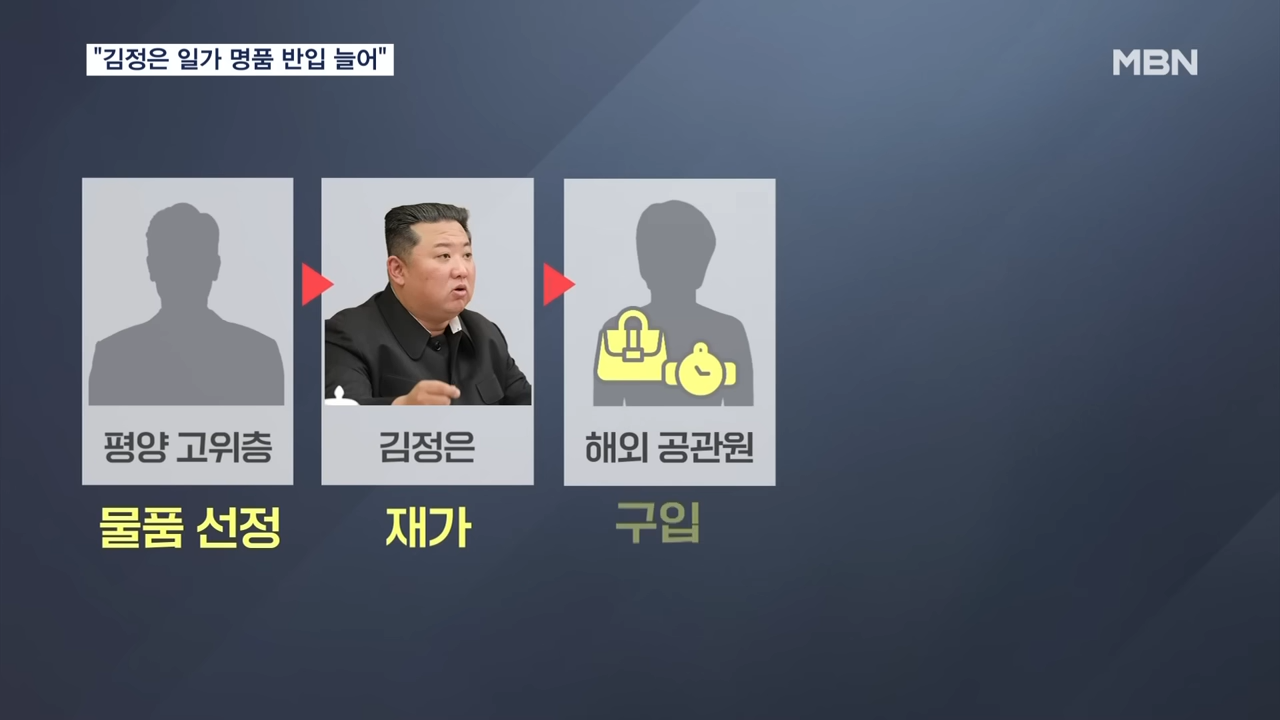 "김정은 일가 명품 반입 늘어"
MBN
평양 고위층
김정은
해외 공관원
물품 선정
재가
구입